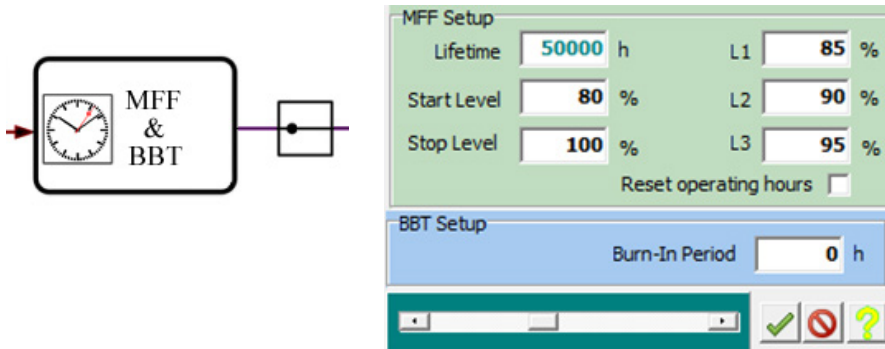 MFF
&
BBT
MFF Setup
Lifetime 50000 h L1 85 %
Start Level 80 % L2 90 %
Stop Level 100 % L3 95 %
Reset operating hours
BBT Setup
Burn-In Period 0 h
?